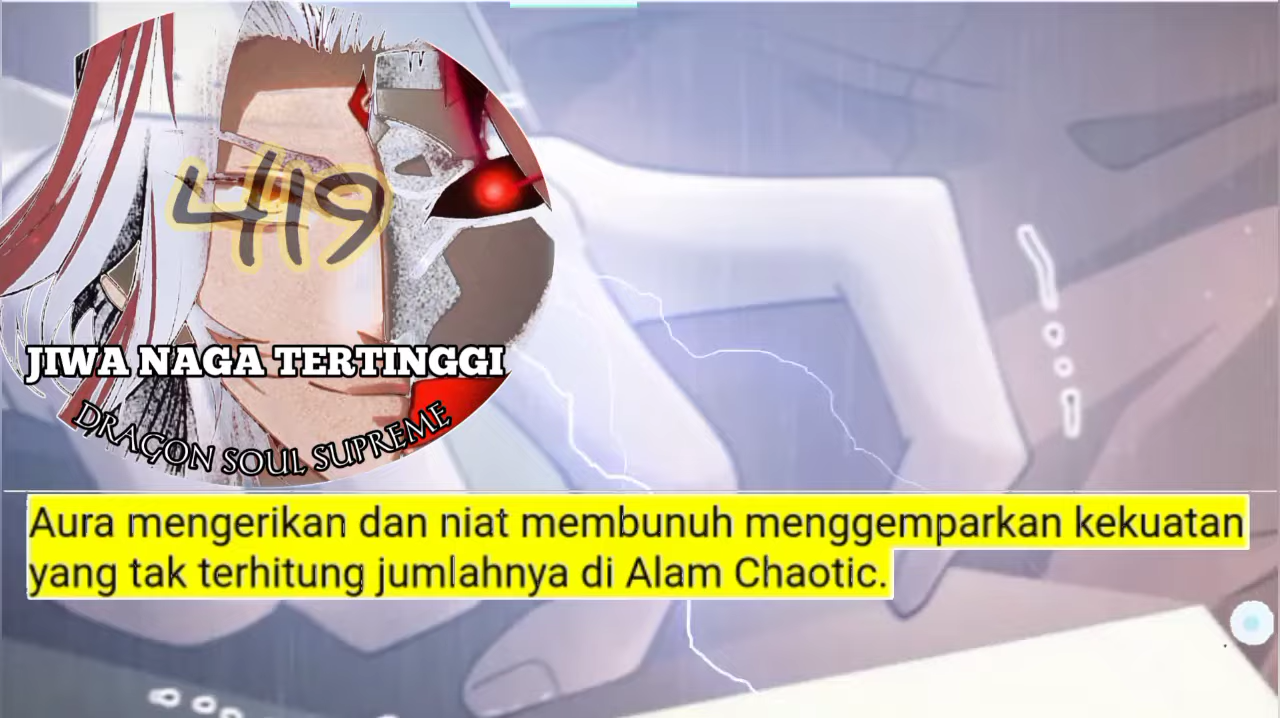 419
JIWA NAGA TERTINGGI
DRAGON SOUL SUPREME
Aura mengerikan dan niat membunuh menggemparkan kekuatan
yang tak terhitung jumlahnya di Alam Chaotic.